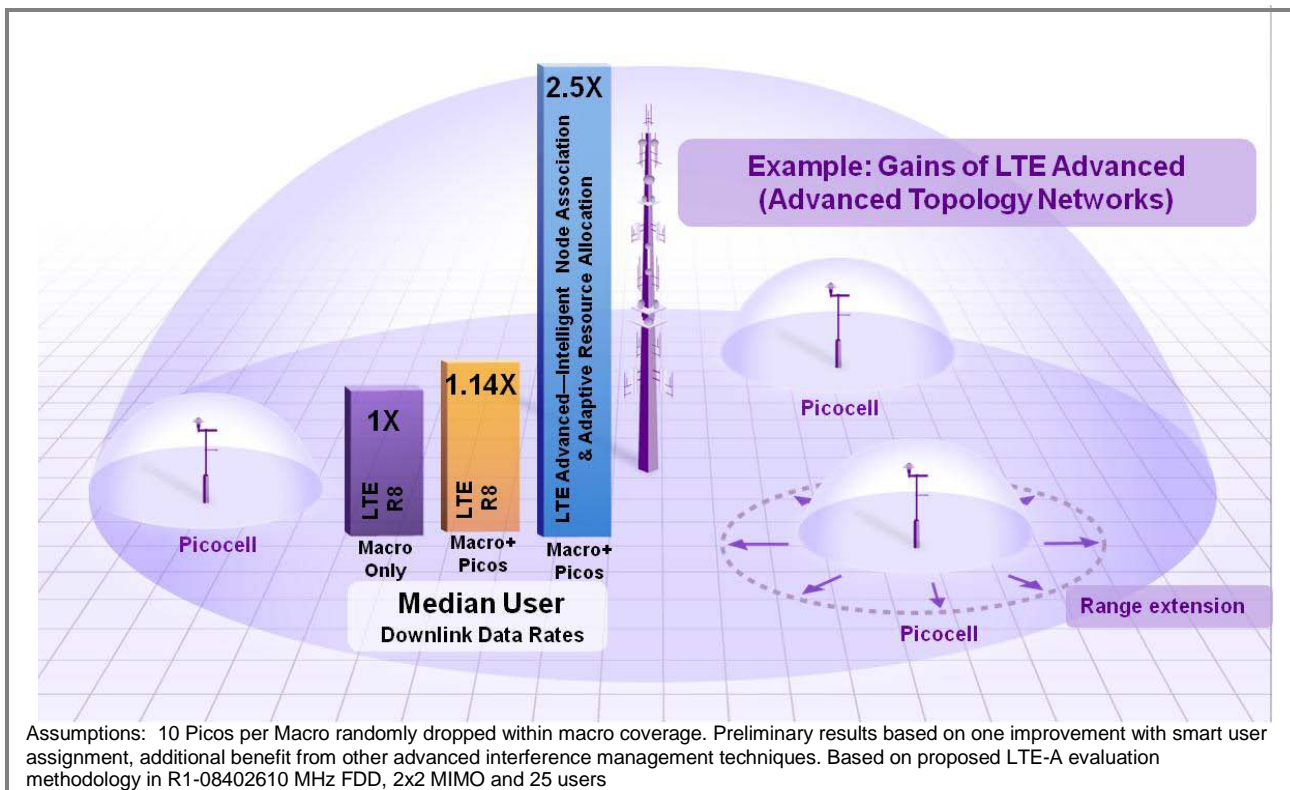 Example: Gains of LTE Advanced
(Advanced Topology Networks)
2.5X
LTE Advanced—Intelligent Node Association
& Adaptive Resource Allocation
1.14X
LTE
R8
1X
LTE
R8
Picocell
Macro
Only
Macro+
Picos
Macro+
Picos
Median User
Downlink Data Rates
Picocell
Range extension
Picocell
Assumptions: 10 Picos per Macro randomly dropped within macro coverage. Preliminary results based on one improvement with smart user
assignment, additional benefit from other advanced interference management techniques. Based on proposed LTE-A evaluation
methodology in R1-08402610 MHz FDD, 2x2 MIMO and 25 users